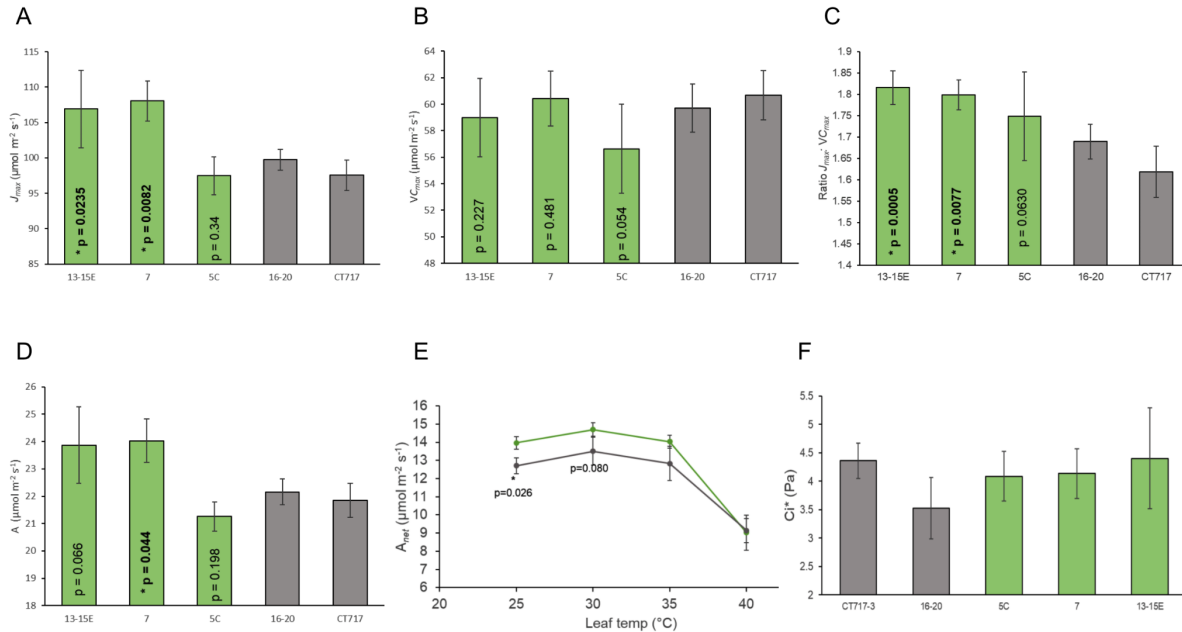 A
J_max (μmol m⁻² s⁻¹)
115
110
105
100
95
90
85
* p = 0.0235
* p = 0.0082
p = 0.34
13-15E 7 5C 16-20 CT717
B
VC_max (μmol m⁻² s⁻¹)
64
62
60
58
56
54
52
50
48
p = 0.227
p = 0.481
p = 0.054
13-15E 7 5C 16-20 CT717
C
Ratio J_max: VC_max
1.9
1.85
1.8
1.75
1.7
1.65
1.6
1.55
1.5
1.45
1.4
* p = 0.0005
* p = 0.0077
p = 0.0630
13-15E 7 5C 16-20 CT717
D
A (μmol m⁻² s⁻¹)
26
25
24
23
22
21
20
19
18
p = 0.066
* p = 0.044
p = 0.198
13-15E 7 5C 16-20 CT717
E
A_net (μmol m⁻² s⁻¹)
16
15
14
13
12
11
10
9
8
7
6
*
p=0.026
p=0.080
20 25 30 35 40
Leaf temp (°C)
F
Ci* (Pa)
5.5
5
4.5
4
3.5
3
2.5
2
CT717-3 16-20 5C 7 13-15E